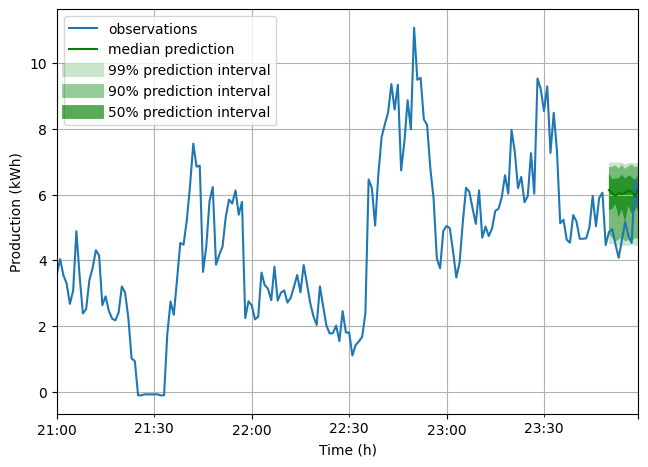 observations
median prediction
99% prediction interval
90% prediction interval
50% prediction interval
Production (kWh)
10
8
6
4
2
0
21:00 21:30 22:00 22:30 23:00 23:30
Time (h)